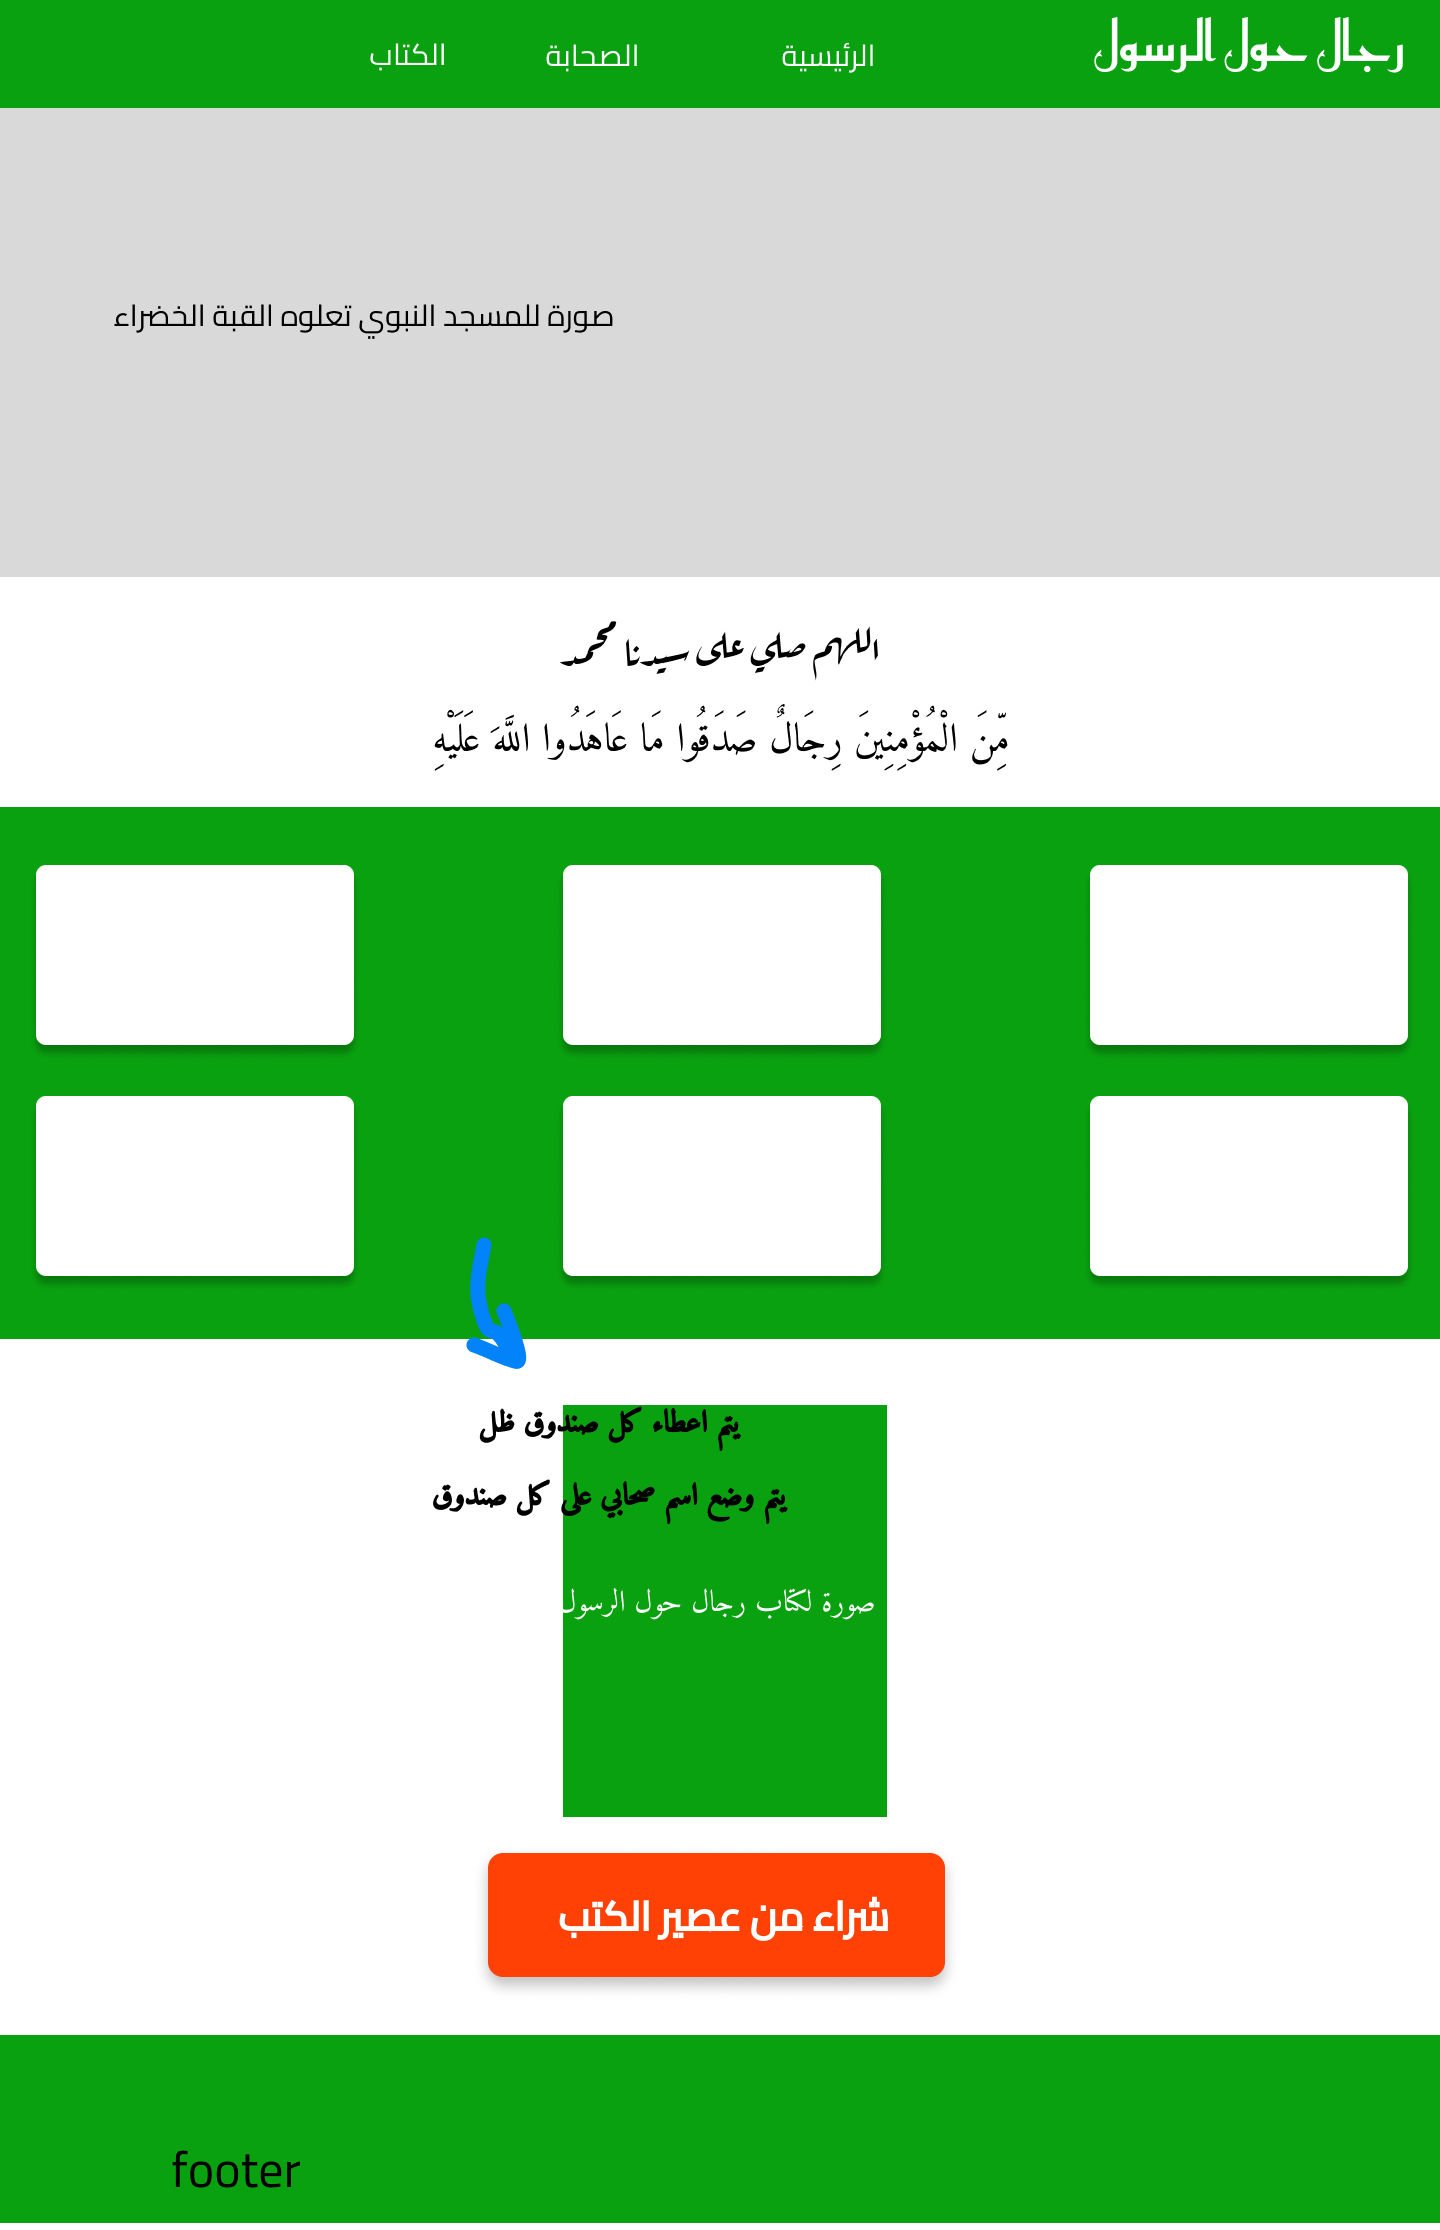 رجال حول الرسول
الرئيسية
الصحابة
الكتاب
صورة للمسجد النبوي تعلوه القبة الخضراء
اللهم صلي على سيدنا محمد
مِّنَ الْمُؤْمِنِينَ رِجَالٌ صَدَقُوا مَا عَاهَدُوا اللَّهَ عَلَيْهِ
يتم اعطاء كل صندوق ظل
يتم وضع اسم صحابي على كل صندوق
صورة لكتاب رجال حول الرسول
شراء من عصير الكتب
footer